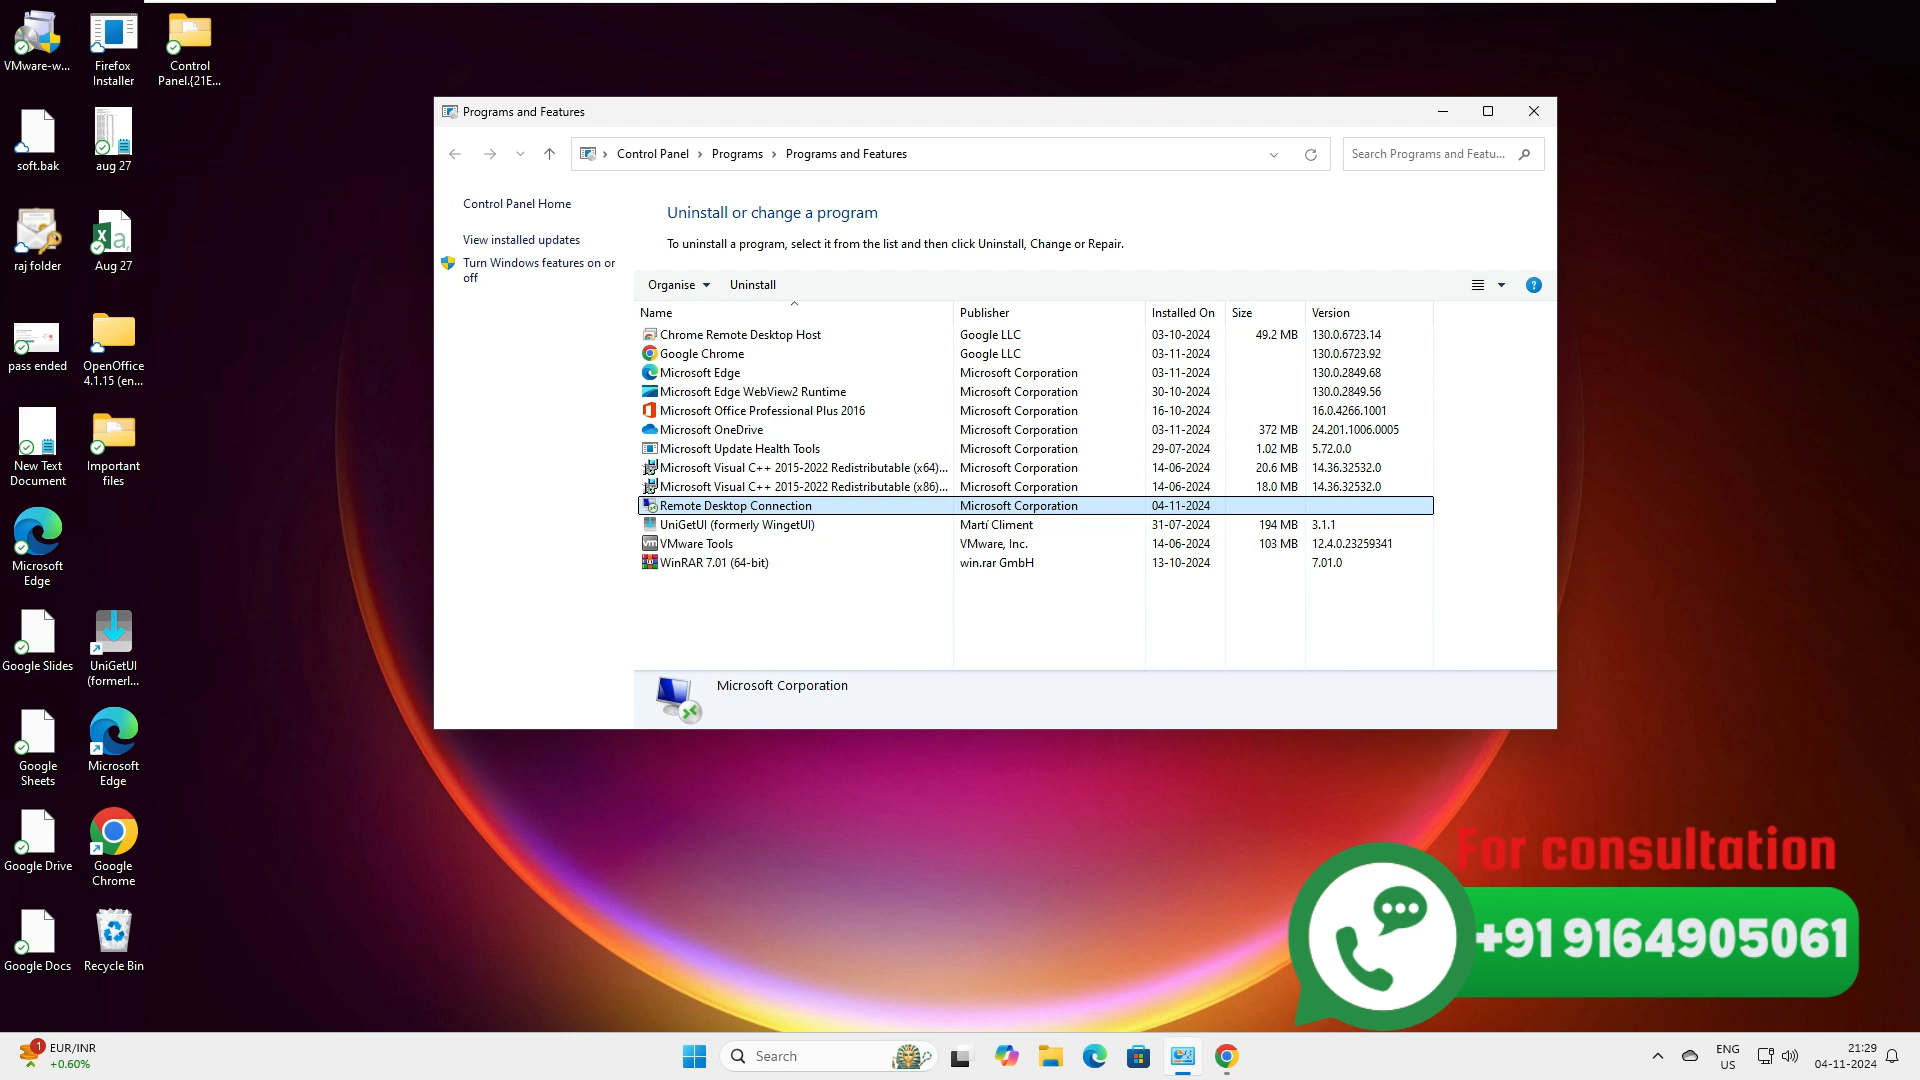 VMware-w...
Firefox
Installer
Control
Panel.{21E...
soft.bak
aug 27
raj folder
Aug 27
pass ended
OpenOffice
4.1.15 (en...
New Text
Document
Important
files
Microsoft
Edge
Google Slides
UniGetUI
(formerl...
Google
Sheets
Microsoft
Edge
Google Drive
Google
Chrome
Google Docs
Recycle Bin
Programs and Features
Control Panel > Programs > Programs and Features
Search Programs and Featu...
Control Panel Home
View installed updates
Turn Windows features on or
off
Uninstall or change a program
To uninstall a program, select it from the list and then click Uninstall, Change or Repair.
Organise Uninstall
Name Publisher Installed On Size Version
Chrome Remote Desktop Host Google LLC 03-10-2024 49.2 MB 130.0.6723.14
Google Chrome Google LLC 03-11-2024 130.0.6723.92
Microsoft Edge Microsoft Corporation 03-11-2024 130.0.2849.68
Microsoft Edge WebView2 Runtime Microsoft Corporation 30-10-2024 130.0.2849.56
Microsoft Office Professional Plus 2016 Microsoft Corporation 16-10-2024 16.0.4266.1001
Microsoft OneDrive Microsoft Corporation 03-11-2024 372 MB 24.201.1006.0005
Microsoft Update Health Tools Microsoft Corporation 29-07-2024 1.02 MB 5.72.0.0
Microsoft Visual C++ 2015-2022 Redistributable (x64)... Microsoft Corporation 14-06-2024 20.6 MB 14.36.32532.0
Microsoft Visual C++ 2015-2022 Redistributable (x86)... Microsoft Corporation 14-06-2024 18.0 MB 14.36.32532.0
Remote Desktop Connection Microsoft Corporation 04-11-2024
UniGetUI (formerly WingetUI) Martí Climent 31-07-2024 194 MB 3.1.1
VMware Tools VMware, Inc. 14-06-2024 103 MB 12.4.0.23259341
WinRAR 7.01 (64-bit) win.rar GmbH 13-10-2024 7.01.0
Microsoft Corporation
For consultation
+91 9164905061
1
EUR/INR
+0.60%
Search
ENG
US
21:29
04-11-2024